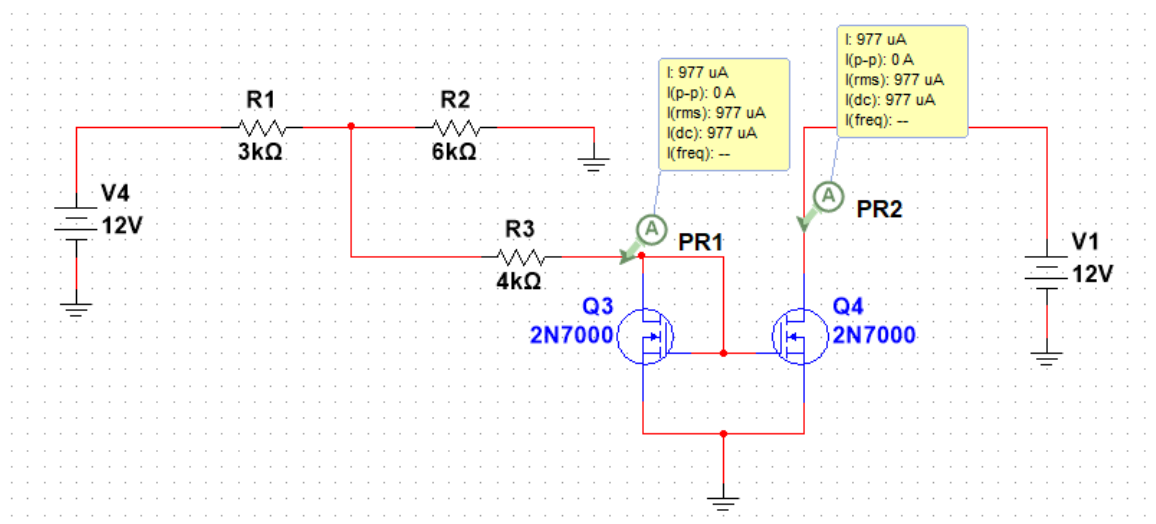 I: 977 uA
I(p-p): 0 A
I(rms): 977 uA
I(dc): 977 uA
I(freq): --
I: 977 uA
I(p-p): 0 A
I(rms): 977 uA
I(dc): 977 uA
I(freq): --
R1
3kΩ
R2
6kΩ
V4
12V
R3
4kΩ
A
PR1
A
PR2
V1
12V
Q3
2N7000
Q4
2N7000